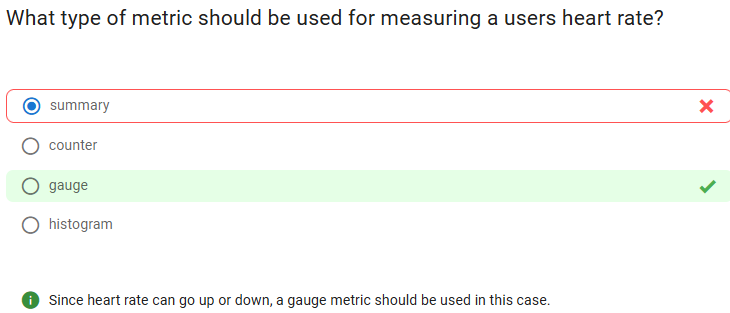 What type of metric should be used for measuring a users heart rate?
summary
counter
gauge
histogram
Since heart rate can go up or down, a gauge metric should be used in this case.